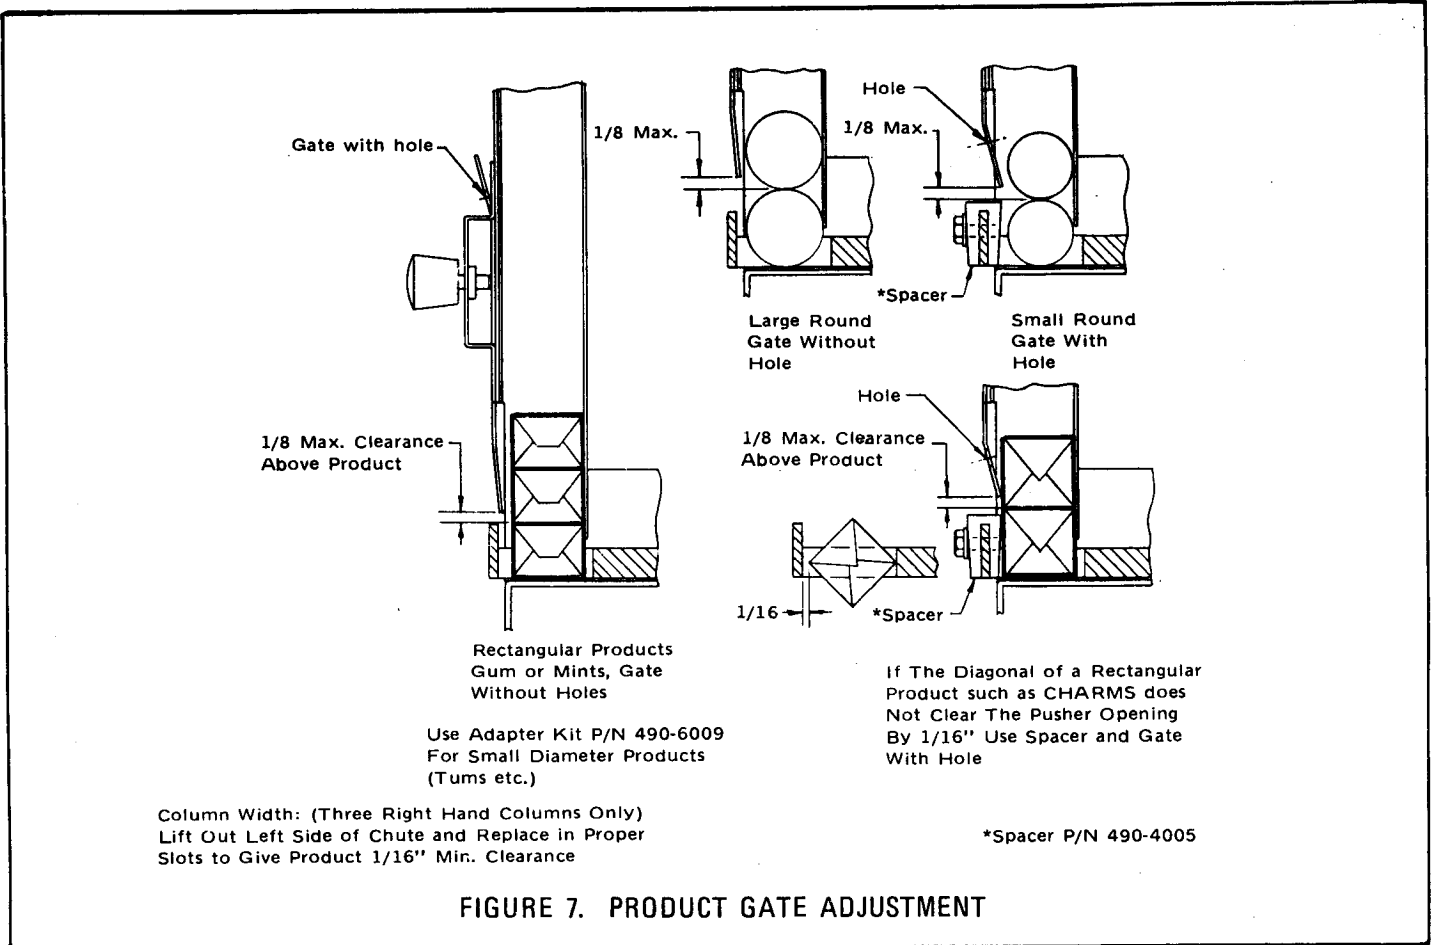 Gate with hole
1/8 Max.
Hole
1/8 Max.
*Spacer
Large Round
Gate Without
Hole
Small Round
Gate With
Hole
1/8 Max. Clearance
Above Product
Hole
1/8 Max. Clearance
Above Product
1/16
*Spacer
Rectangular Products
Gum or Mints, Gate
Without Holes
If The Diagonal of a Rectangular
Product such as CHARMS does
Not Clear The Pusher Opening
By 1/16" Use Spacer and Gate
With Hole
Use Adapter Kit P/N 490-6009
For Small Diameter Products
(Tums etc.)
Column Width: (Three Right Hand Columns Only)
Lift Out Left Side of Chute and Replace in Proper
Slots to Give Product 1/16" Min. Clearance
*Spacer P/N 490-4005
FIGURE 7. PRODUCT GATE ADJUSTMENT